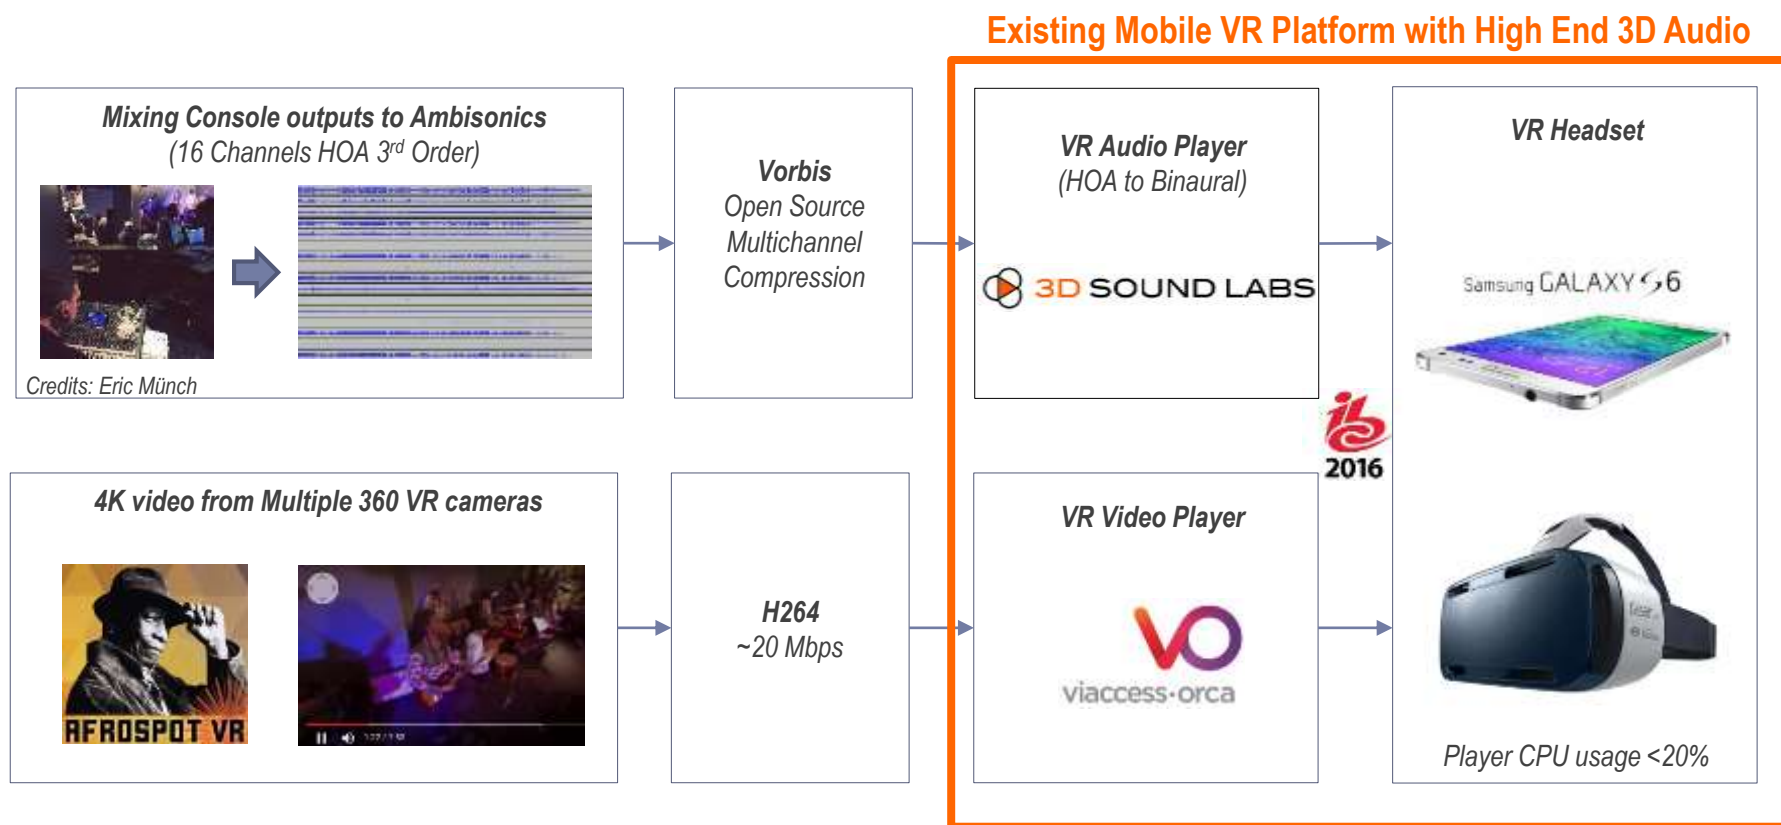 Existing Mobile VR Platform with High End 3D Audio
Mixing Console outputs to Ambisonics
(16 Channels HOA 3rd Order)
Credits: Eric Münch
Vorbis
Open Source
Multichannel
Compression
VR Audio Player
(HOA to Binaural)
3D SOUND LABS
VR Headset
Samsung GALAXY S6
ibc
2016
4K video from Multiple 360 VR cameras
AFROSPOT VR
H264
~20 Mbps
VR Video Player
VO
viaccess·orca
Player CPU usage <20%